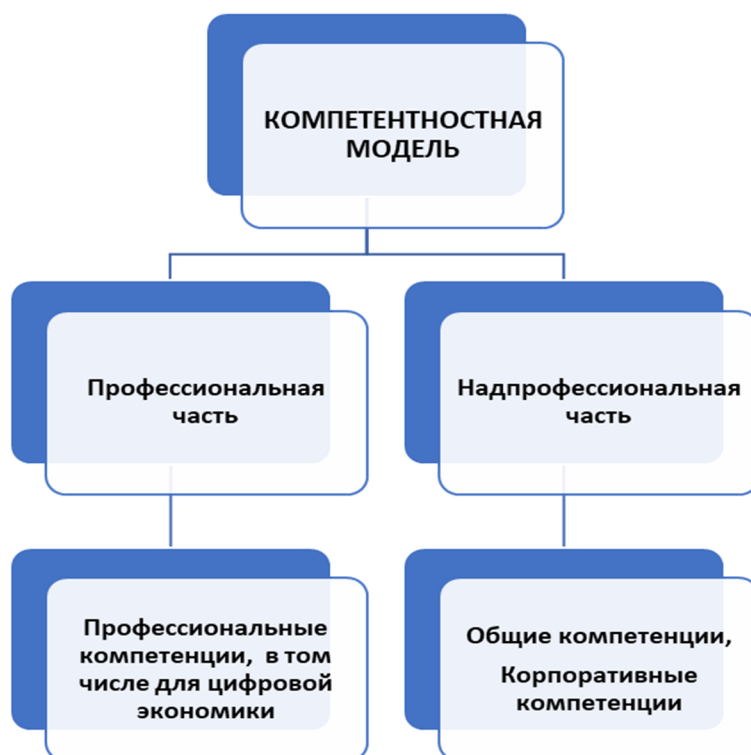 КОМПЕТЕНТНОСТНАЯ
МОДЕЛЬ
Профессиональная
часть
Надпрофессиональная
часть
Профессиональные
компетенции, в том
числе для цифровой
экономики
Общие компетенции,
Корпоративные
компетенции